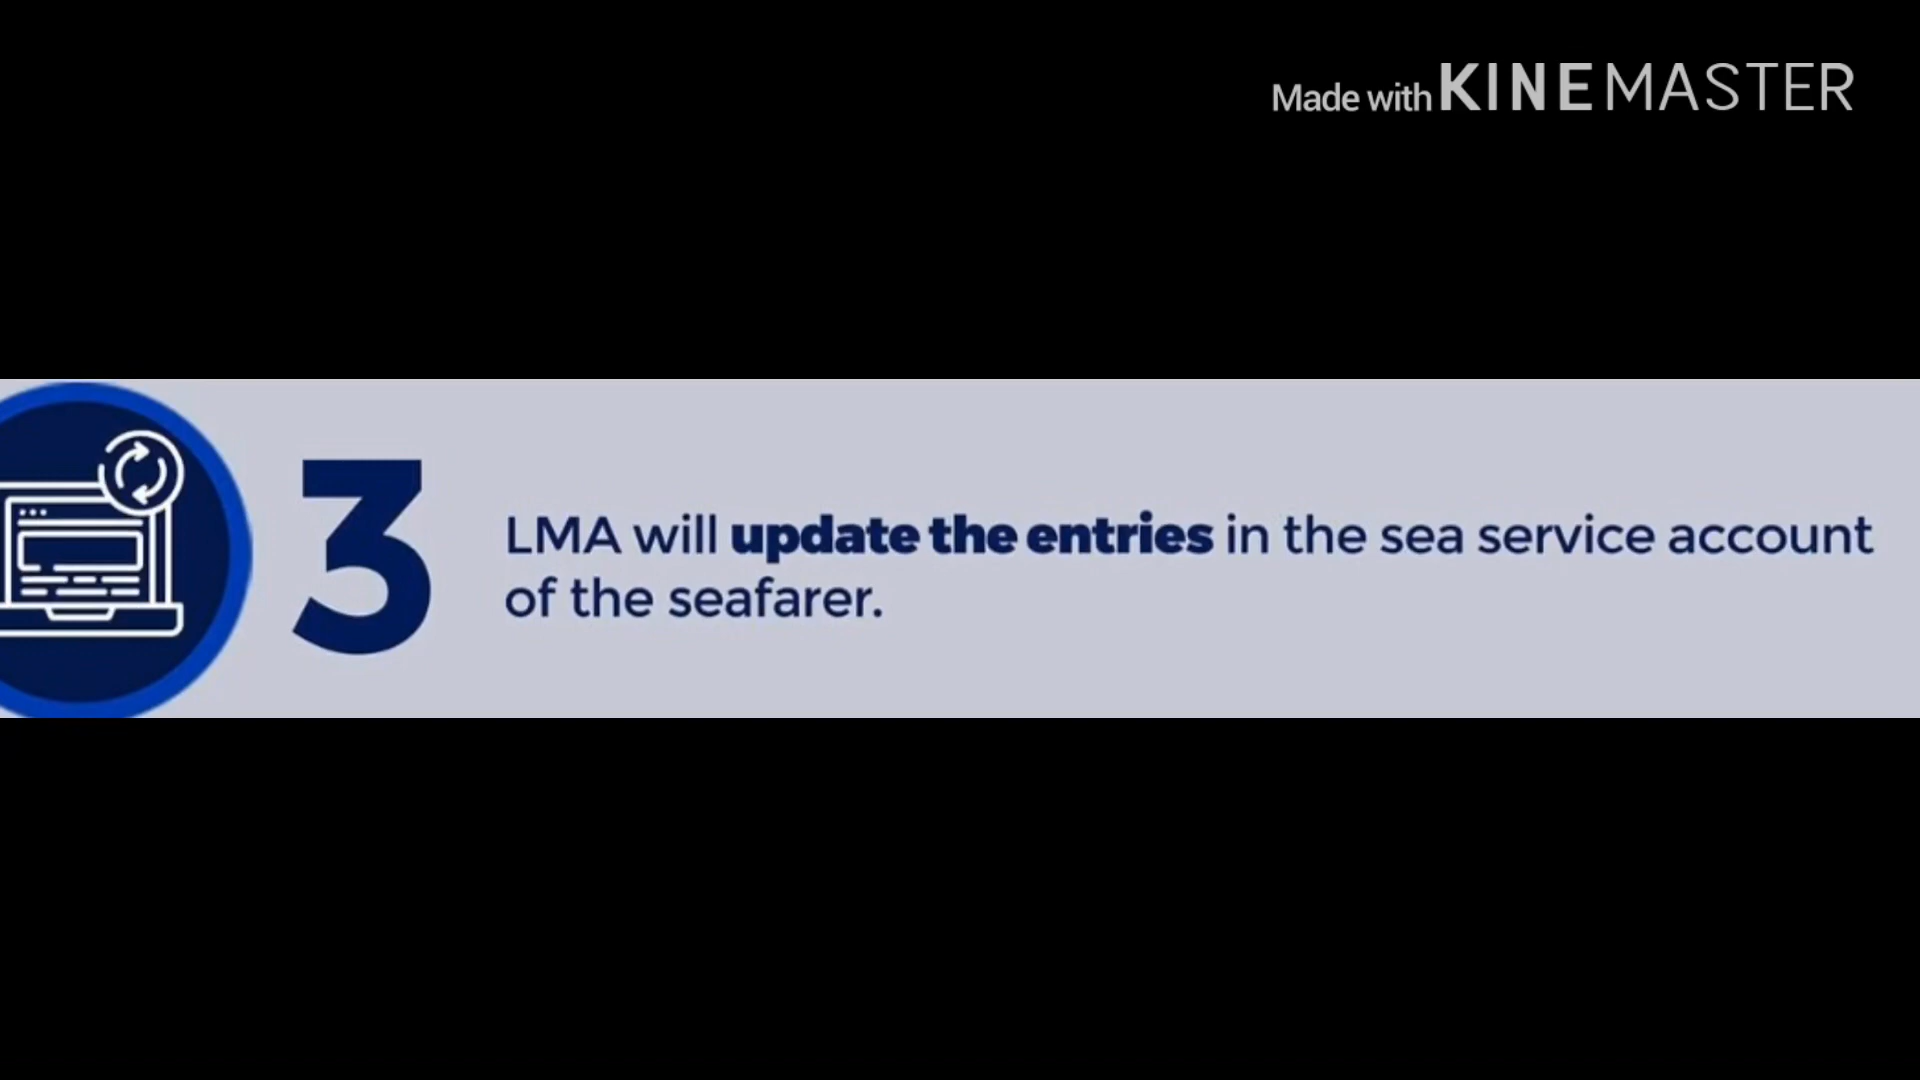 Made with KINEMASTER
3
LMA will update the entries in the sea service account
of the seafarer.